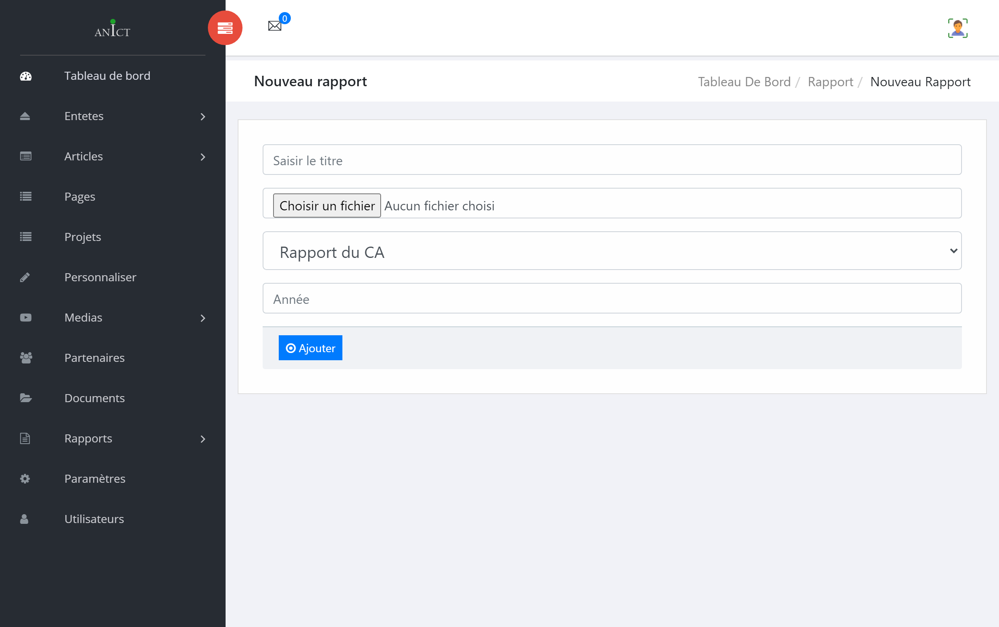 ANICT
0
Tableau de bord
Entetes
Articles
Pages
Projets
Personnaliser
Medias
Partenaires
Documents
Rapports
Paramètres
Utilisateurs
Nouveau rapport
Tableau De Bord / Rapport / Nouveau Rapport
Saisir le titre
Choisir un fichier Aucun fichier choisi
Rapport du CA
Année
Ajouter